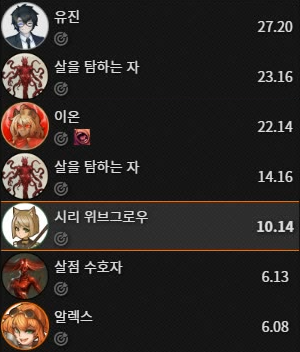 유진
27.20
살을 탐하는 자
23.16
이온
22.14
살을 탐하는 자
14.16
시리 위브그로우
10.14
살점 수호자
6.13
알렉스
6.08